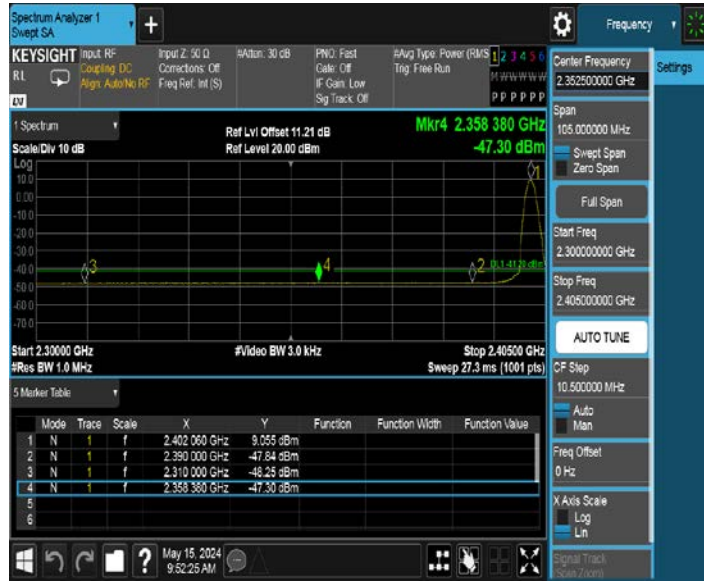 Spectrum Analyzer 1
Swept SA
+
Frequency
KEYSIGHT
RL
Input: RF
Coupling: DC
Align: Auto/No RF
Input Z: 50 Ω
Corrections: Off
Freq Ref: Int (S)
#Atten: 30 dB
PNO: Fast
Gate: Off
IF Gain: Low
Sig Track: Off
#Avg Type: Power (RMS
Trig: Free Run
1 2 3 4 5 6
M W W W W W
P P P P P P
1 Spectrum
Scale/Div 10 dB
Ref Lvl Offset 11.21 dB
Ref Level 20.00 dBm
Mkr4 2.358 380 GHz
-47.30 dBm
Log
10.0
0.00
-10.0
-20.0
-30.0
-40.0
-50.0
-60.0
-70.0
1
3
4
2
Start 2.30000 GHz
#Res BW 1.0 MHz
#Video BW 3.0 kHz
Stop 2.40500 GHz
Sweep 27.3 ms (1001 pts)
5 Marker Table
Mode Trace Scale X Y Function Function Width Function Value
1 N 1 f 2.402 060 GHz 9.055 dBm
2 N 1 f 2.390 000 GHz -47.84 dBm
3 N 1 f 2.310 000 GHz -48.25 dBm
4 N 1 f 2.358 380 GHz -47.30 dBm
5
6
May 15, 2024
9:52:25 AM
Center Frequency
2.352500000 GHz
Span
105.000000 MHz
Swept Span
Zero Span
Full Span
Start Freq
2.300000000 GHz
Stop Freq
2.405000000 GHz
AUTO TUNE
CF Step
10.500000 MHz
Auto
Man
Freq Offset
0 Hz
X Axis Scale
Log
Lin
Signal Track
(Span Zoom)
Settings